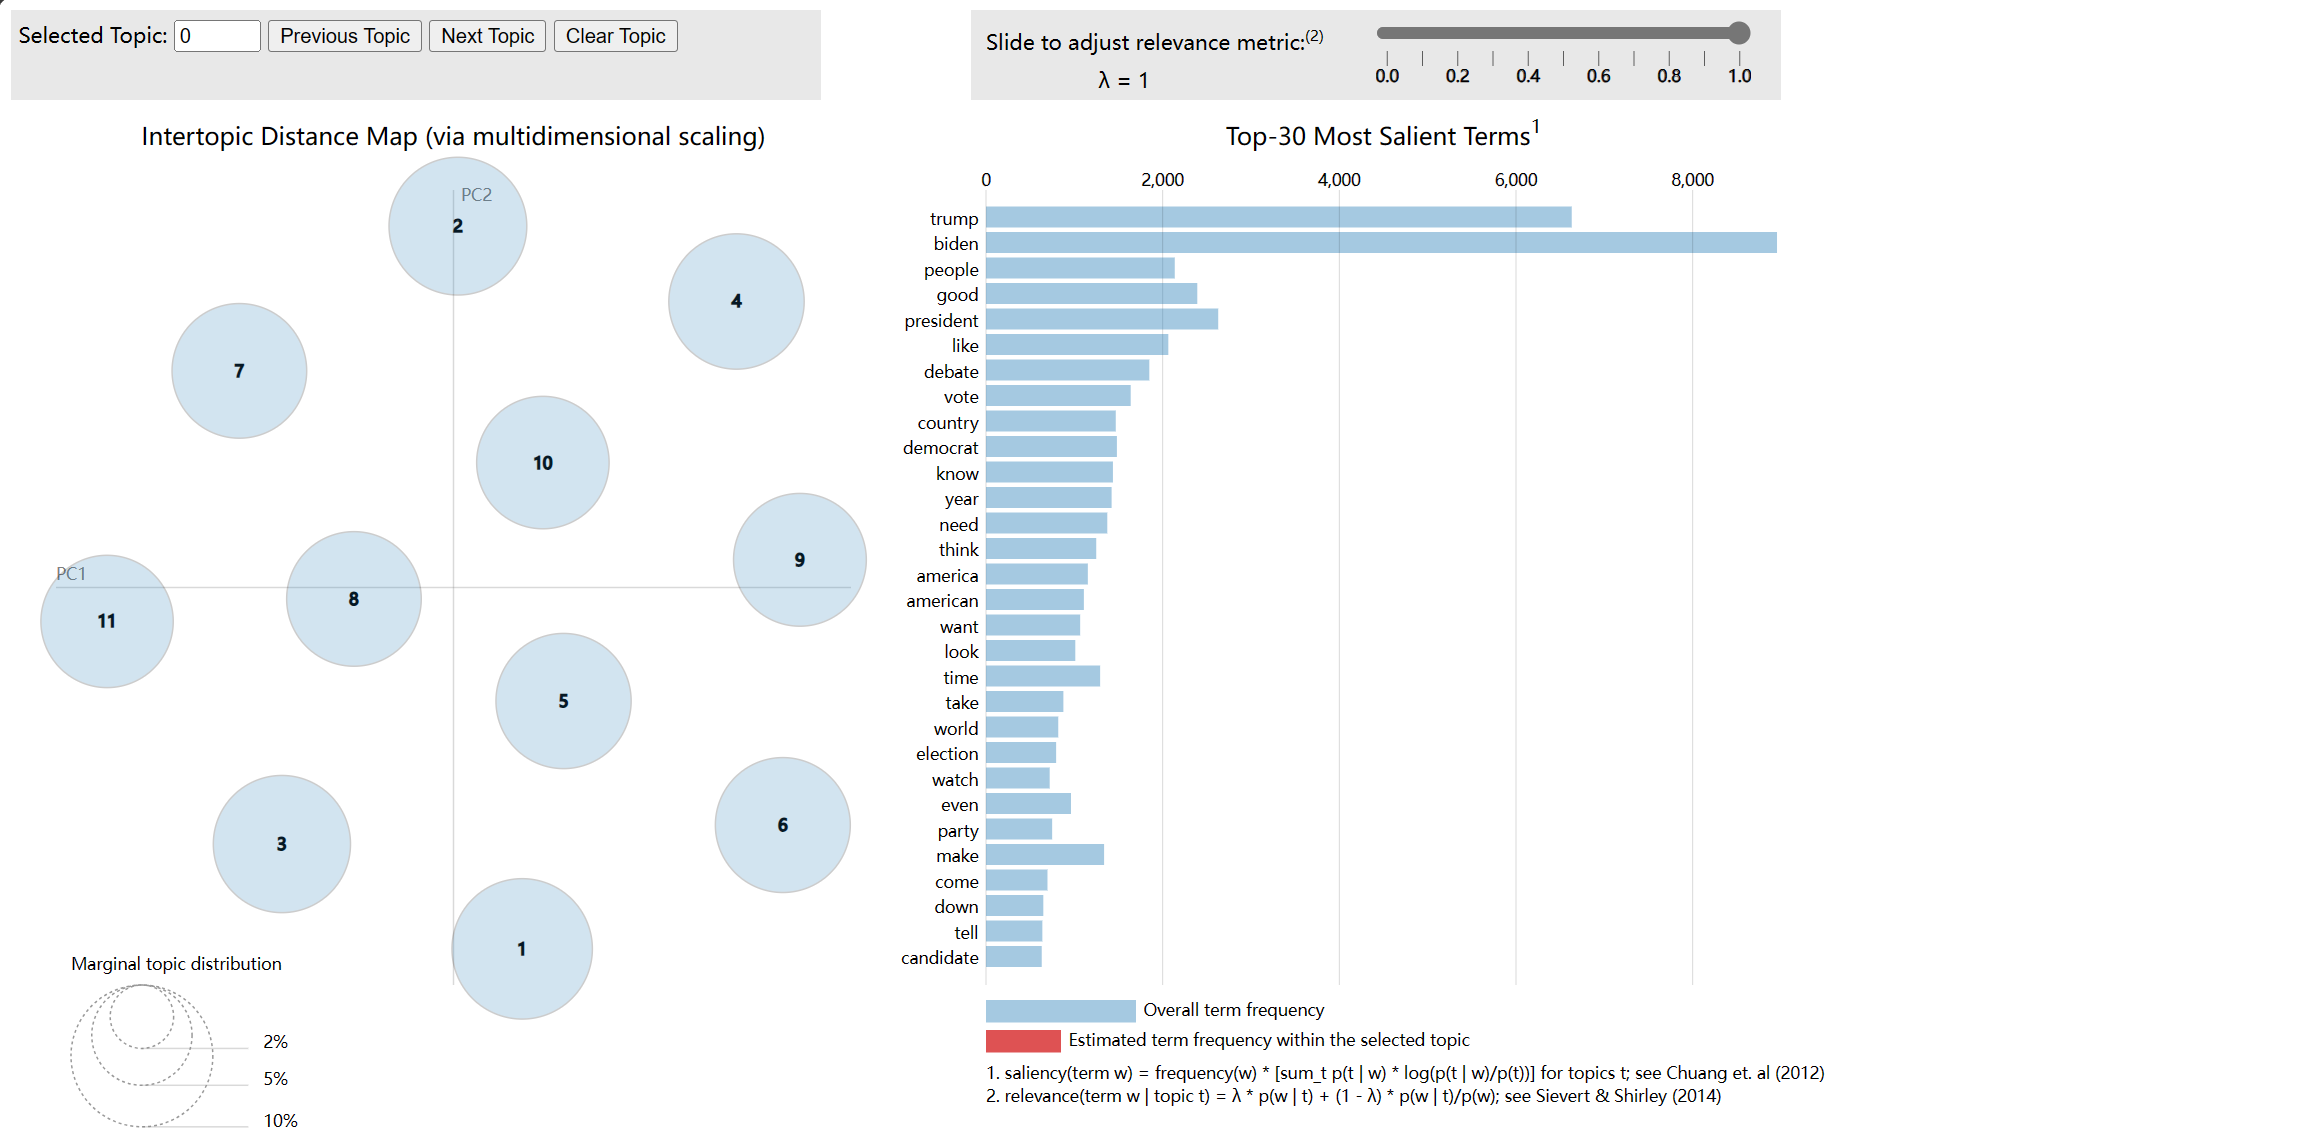 Selected Topic: 0 Previous Topic Next Topic Clear Topic
Slide to adjust relevance metric:(2)
λ = 1
0.0 0.2 0.4 0.6 0.8 1.0
Intertopic Distance Map (via multidimensional scaling)
PC2
2
4
7
10
9
PC1
11
8
5
6
3
1
Marginal topic distribution
2%
5%
10%
Top-30 Most Salient Terms1
0 2,000 4,000 6,000 8,000
trump
biden
people
good
president
like
debate
vote
country
democrat
know
year
need
think
america
american
want
look
time
take
world
election
watch
even
party
make
come
down
tell
candidate
Overall term frequency
Estimated term frequency within the selected topic
1. saliency(term w) = frequency(w) * [sum_t p(t | w) * log(p(t | w)/p(t))] for topics t; see Chuang et. al (2012)
2. relevance(term w | topic t) = λ * p(w | t) + (1 - λ) * p(w | t)/p(w); see Sievert & Shirley (2014)